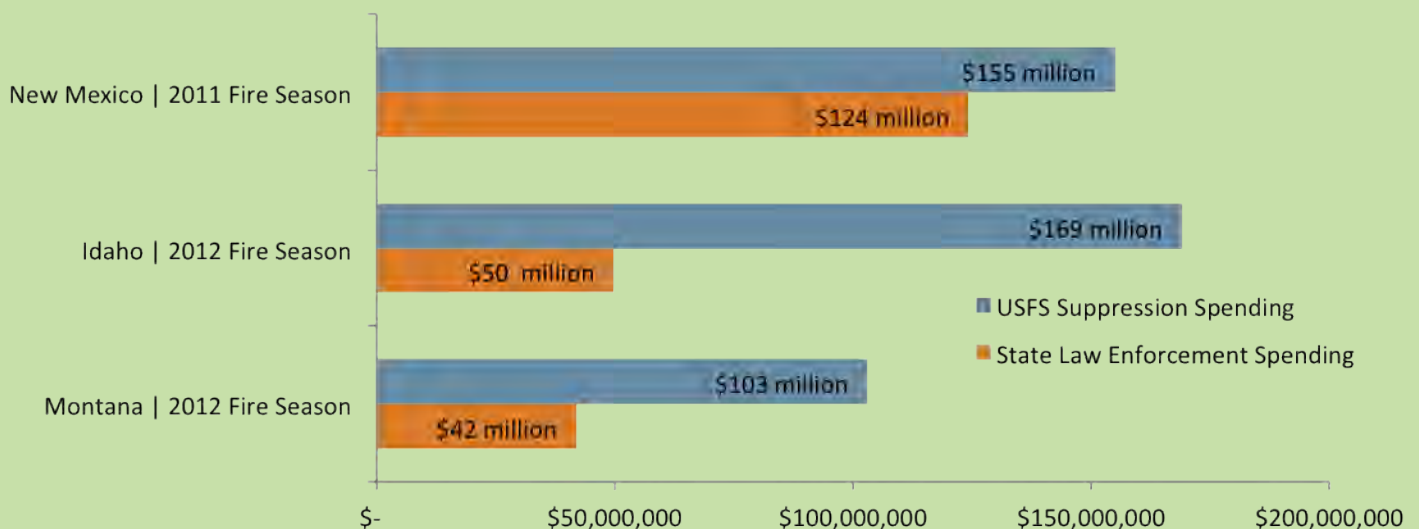 New Mexico | 2011 Fire Season
$155 million
$124 million
Idaho | 2012 Fire Season
$169 million
$50 million
USFS Suppression Spending
State Law Enforcement Spending
Montana | 2012 Fire Season
$103 million
$42 million
$- $50,000,000 $100,000,000 $150,000,000 $200,000,000